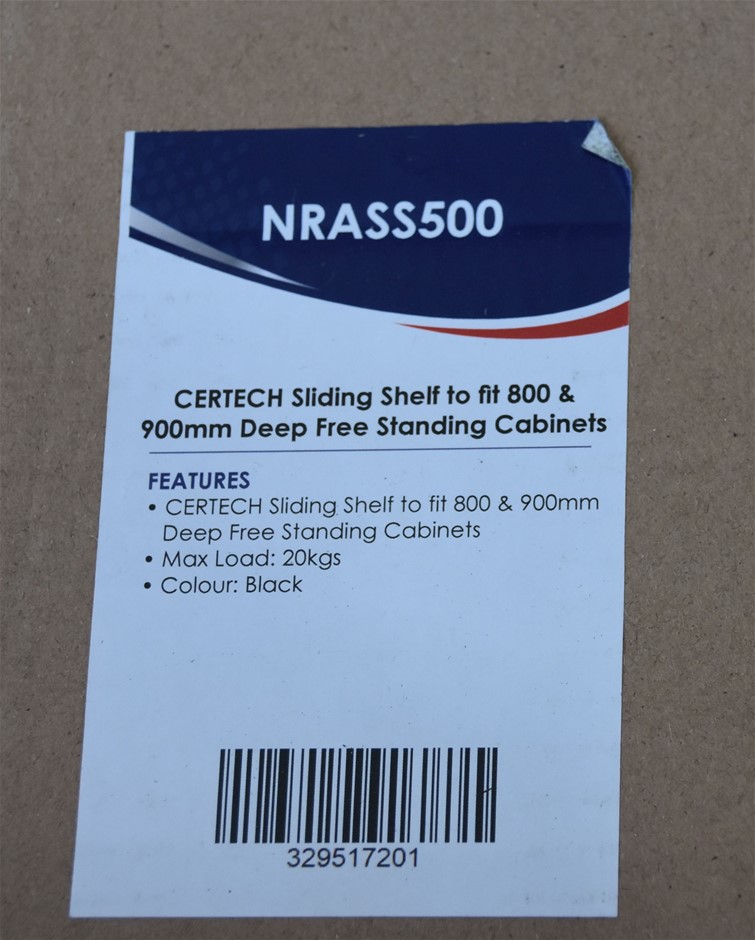 NRASS500
CERTECH Sliding Shelf to fit 800 &
900mm Deep Free Standing Cabinets
FEATURES
• CERTECH Sliding Shelf to fit 800 & 900mm
Deep Free Standing Cabinets
• Max Load: 20kgs
• Colour: Black
329517201